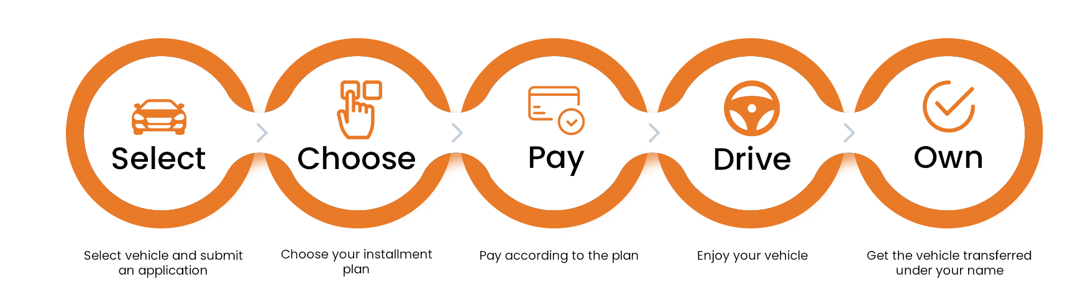 Select
Choose
Pay
Drive
Own
Select vehicle and submit
an application
Choose your installment
plan
Pay according to the plan
Enjoy your vehicle
Get the vehicle transferred
under your name